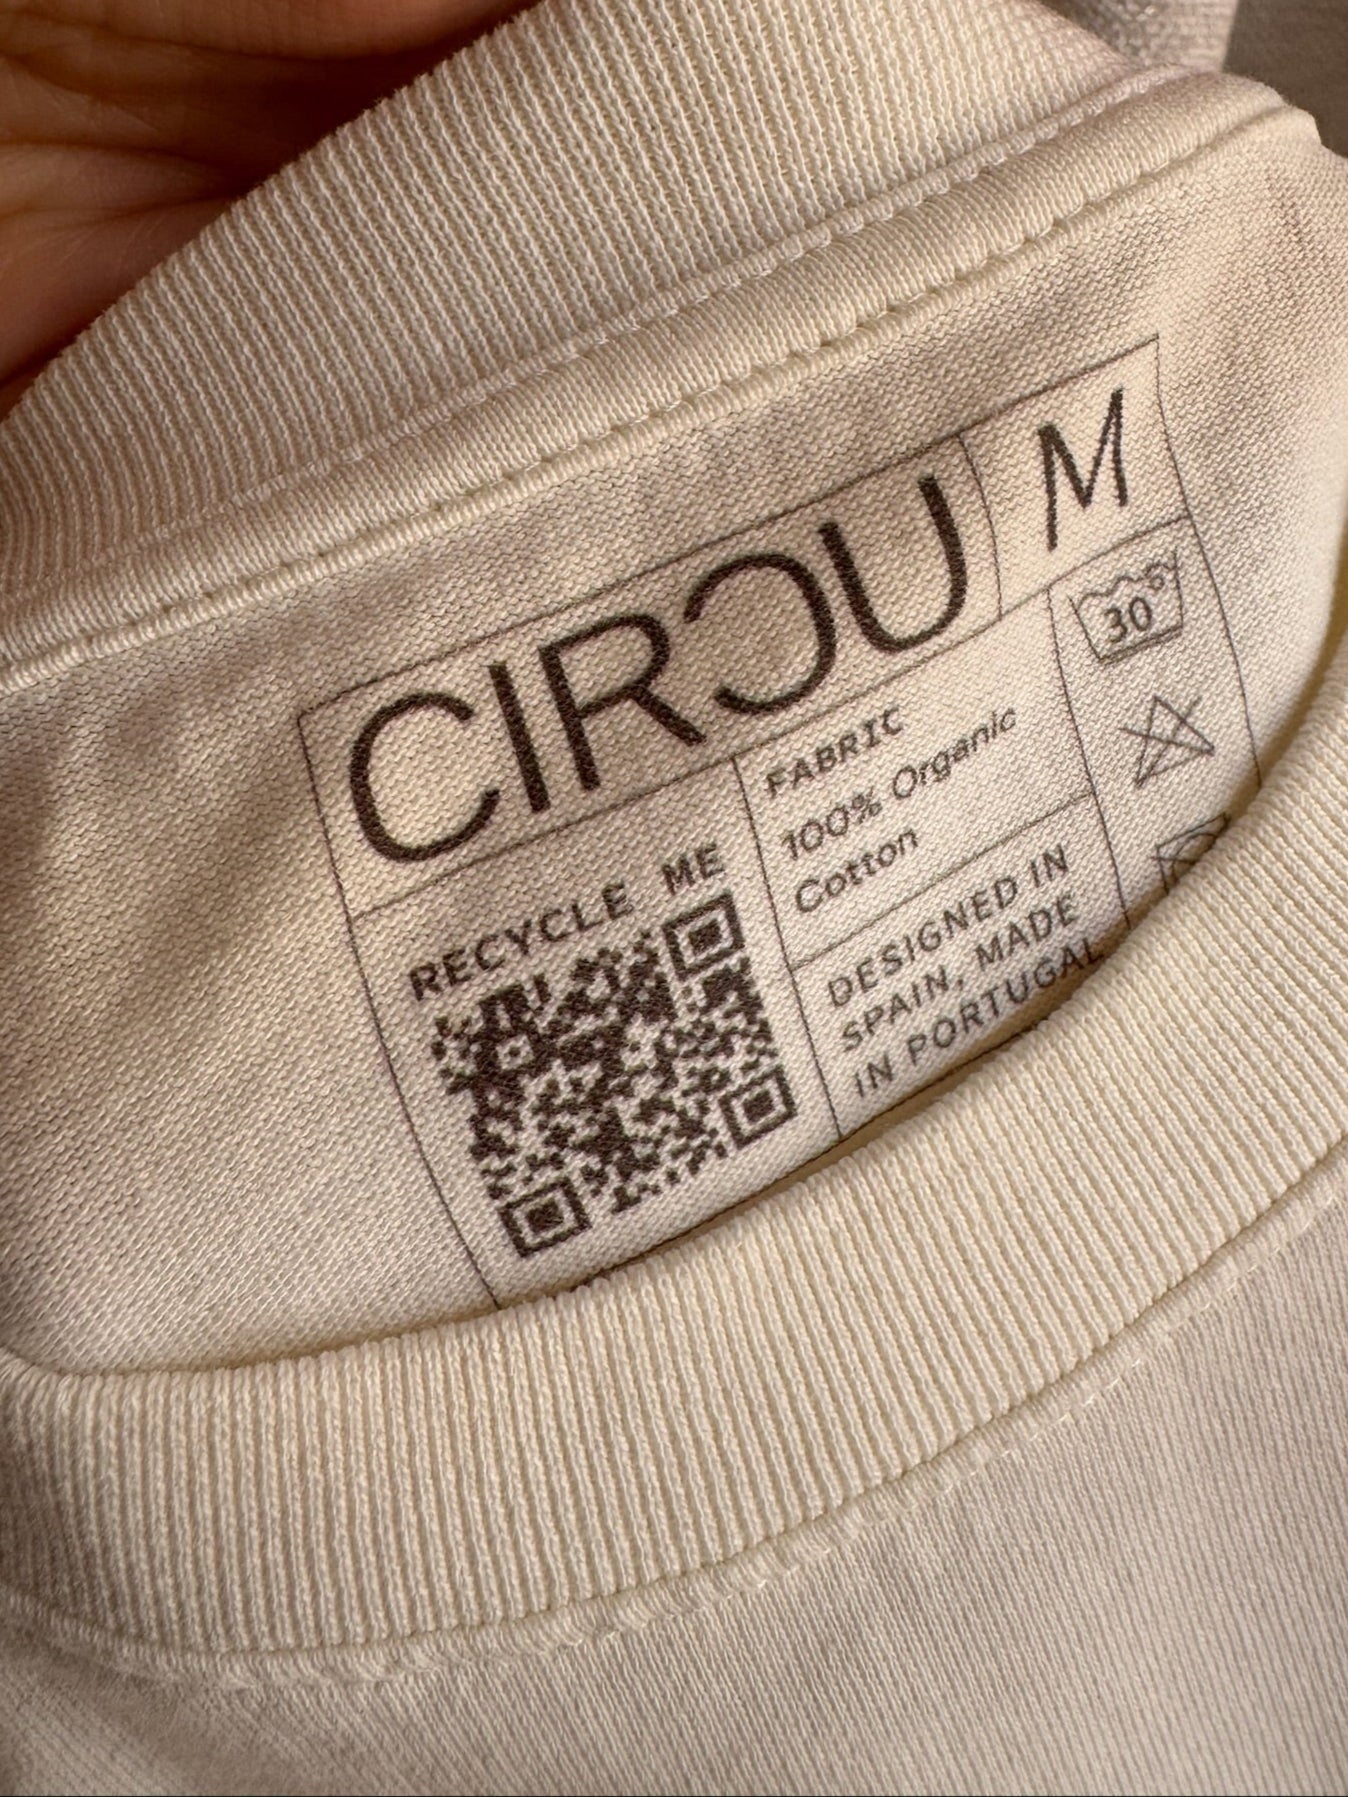 CIRCU
M
30°
RECYCLE ME
FABRIC
100% Organic
Cotton
DESIGNED IN
SPAIN, MADE
IN PORTUGAL